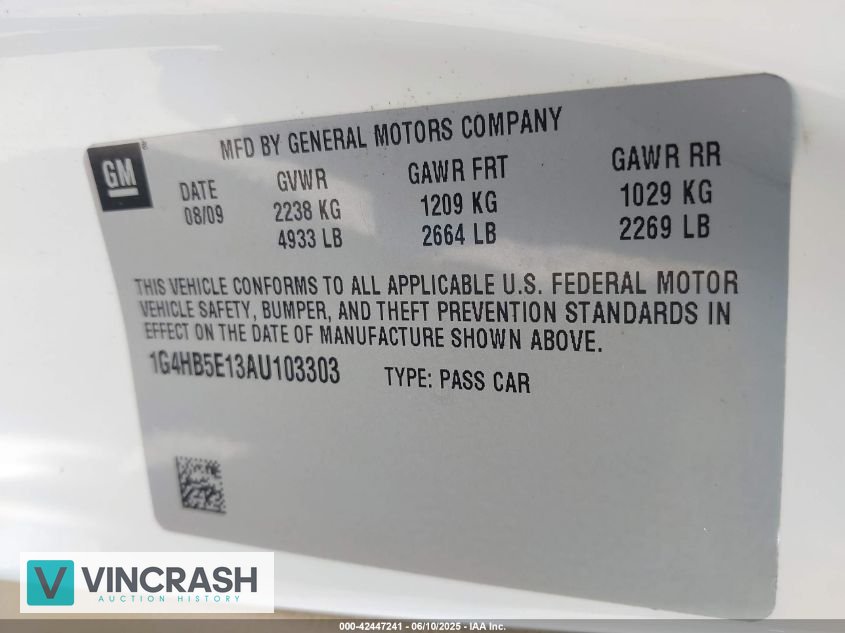 MFD BY GENERAL MOTORS COMPANY
GM
DATE GVWR GAWR FRT GAWR RR
08/09 2238 KG 1209 KG 1029 KG
4933 LB 2664 LB 2269 LB
THIS VEHICLE CONFORMS TO ALL APPLICABLE U.S. FEDERAL MOTOR
VEHICLE SAFETY, BUMPER, AND THEFT PREVENTION STANDARDS IN
EFFECT ON THE DATE OF MANUFACTURE SHOWN ABOVE.
1G4HB5E13AU103303 TYPE: PASS CAR
V VINCRASH
AUCTION HISTORY
000-42447241 - 06/10/2025 - IAA Inc.